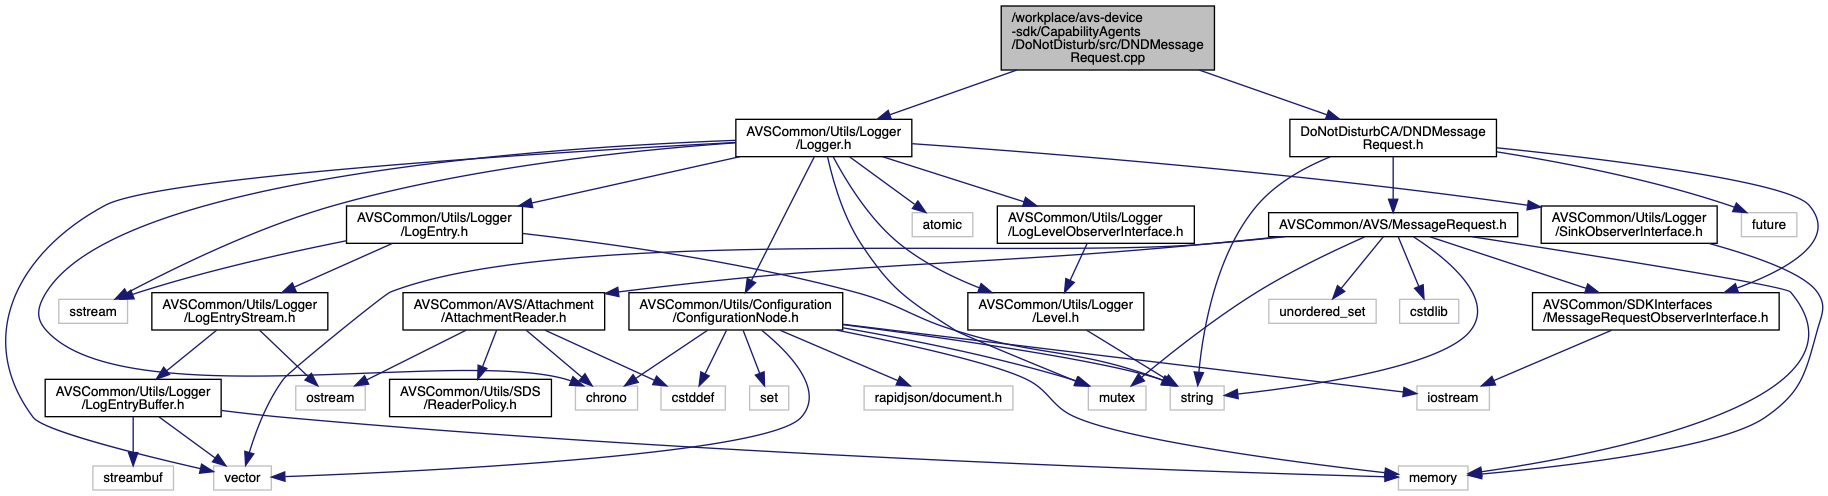 /workplace/avs-device
-sdk/CapabilityAgents
/DoNotDisturb/src/DNDMessage
Request.cpp
AVSCommon/Utils/Logger
/Logger.h
DoNotDisturbCA/DNDMessage
Request.h
AVSCommon/Utils/Logger
/LogEntry.h
atomic
AVSCommon/Utils/Logger
/LogLevelObserverInterface.h
AVSCommon/AVS/MessageRequest.h
AVSCommon/Utils/Logger
/SinkObserverInterface.h
future
sstream
AVSCommon/Utils/Logger
/LogEntryStream.h
AVSCommon/AVS/Attachment
/AttachmentReader.h
AVSCommon/Utils/Configuration
/ConfigurationNode.h
AVSCommon/Utils/Logger
/Level.h
unordered_set
cstdlib
AVSCommon/SDKInterfaces
/MessageRequestObserverInterface.h
AVSCommon/Utils/Logger
/LogEntryBuffer.h
ostream
AVSCommon/Utils/SDS
/ReaderPolicy.h
chrono
cstddef
set
rapidjson/document.h
mutex
string
iostream
streambuf
vector
memory